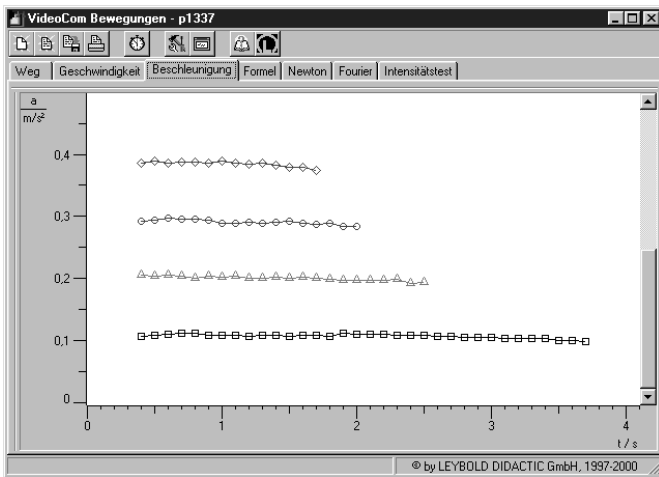 VideoCom Bewegungen - p1337
Weg Geschwindigkeit Beschleunigung Formel Newton Fourier Intensitätstest
a
m/s²
0,4
0,3
0,2
0,1
0
0 1 2 3 4
t / s
© by LEYBOLD DIDACTIC GmbH, 1997-2000